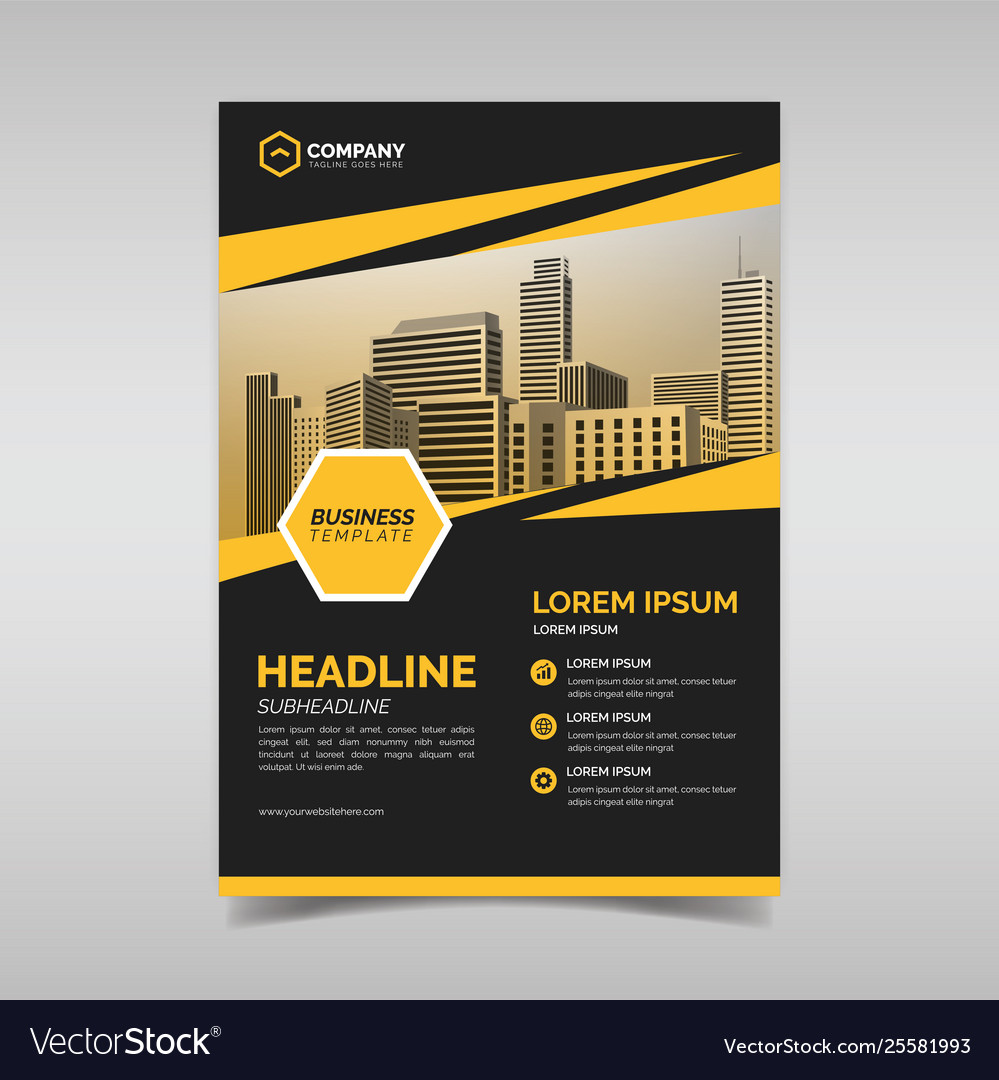 COMPANY
TAGLINE GOES HERE
BUSINESS
TEMPLATE
HEADLINE
SUBHEADLINE
Lorem ipsum dolor sit amet, consec tetuer adipis
cingeat elit, sed diam nonummy nibh euismod
tincidunt ut laoreet dolore magna aliquam erat
volutpat. Ut wisi enim ade.
www.yourwebsitehere.com
LOREM IPSUM
LOREM IPSUM
LOREM IPSUM
Lorem ipsum dolor sit amet, consec tetuer
adipis cingeat elite ningrat
LOREM IPSUM
Lorem ipsum dolor sit amet, consec tetuer
adipis cingeat elite ningrat
LOREM IPSUM
Lorem ipsum dolor sit amet, consec tetuer
adipis cingeat elite ningrat
VectorStock®
VectorStock.com/25581993